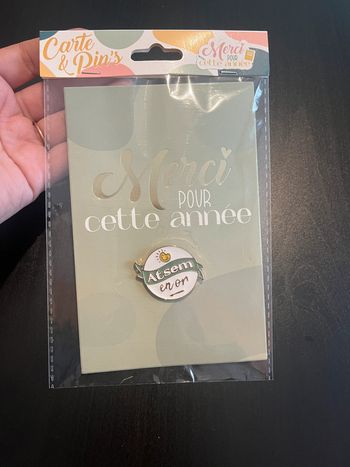 Carte
& Pin's
Merci
POUR
cette année
Merci
POUR
cette année
Atsem
en or